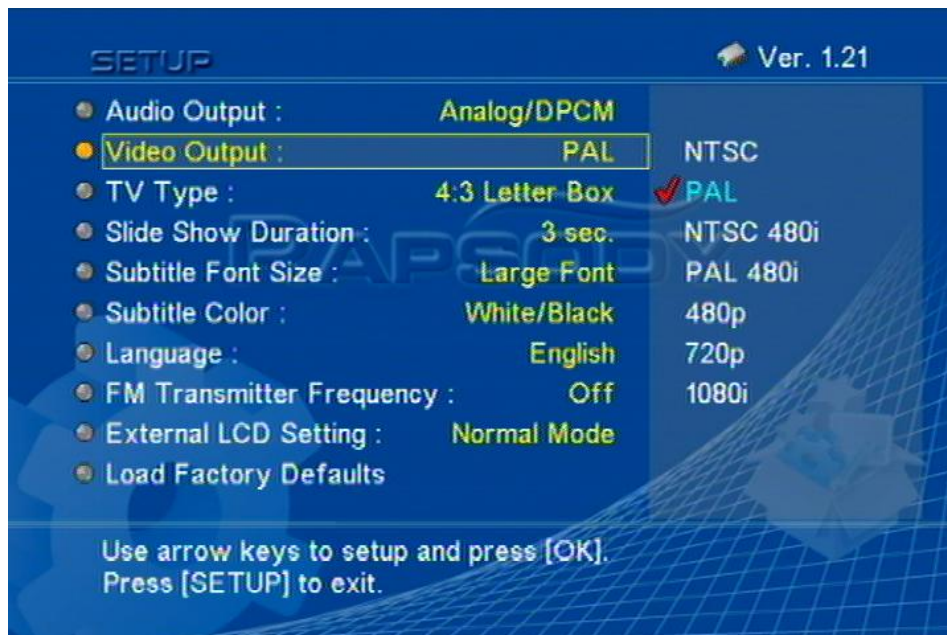 SETUP
Ver. 1.21
Audio Output : Analog/DPCM
Video Output : PAL
TV Type : 4:3 Letter Box
Slide Show Duration : 3 sec.
Subtitle Font Size : Large Font
Subtitle Color : White/Black
Language : English
FM Transmitter Frequency : Off
External LCD Setting : Normal Mode
Load Factory Defaults
NTSC
PAL
NTSC 480i
PAL 480i
480p
720p
1080i
RAPSODY
Use arrow keys to setup and press [OK].
Press [SETUP] to exit.